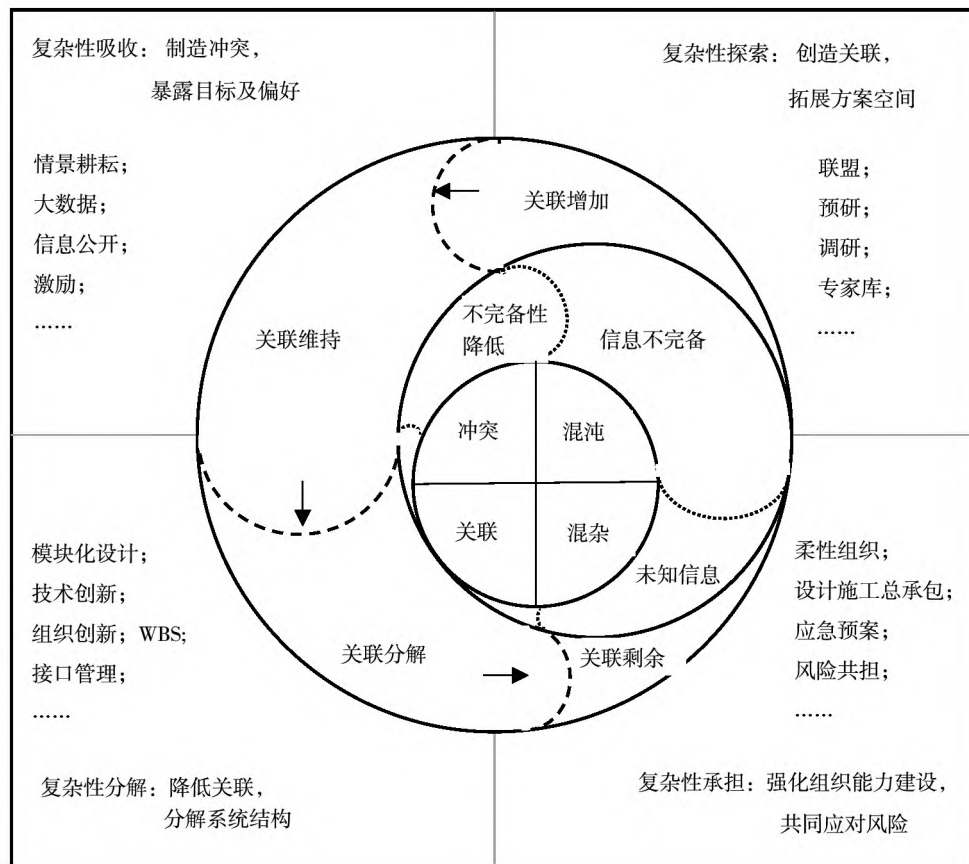 复杂性吸收：制造冲突，
暴露目标及偏好
情景耕耘；
大数据；
信息公开；
激励；
……
复杂性探索：创造关联，
拓展方案空间
联盟；
预研；
调研；
专家库；
……
关联增加
关联维持
不完备性
降低
信息不完备
冲突
混沌
关联
混杂
未知信息
关联分解
关联剩余
模块化设计；
技术创新；
组织创新；WBS；
接口管理；
……
复杂性分解：降低关联，
分解系统结构
柔性组织；
设计施工总承包；
应急预案；
风险共担；
……
复杂性承担：强化组织能力建设，
共同应对风险